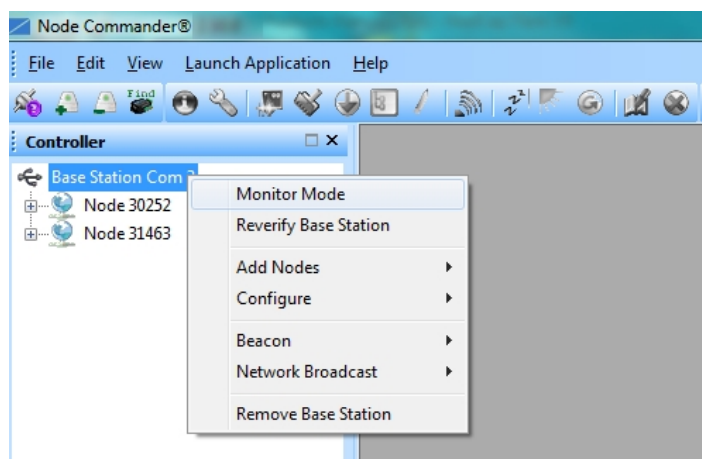 Node Commander®
File Edit View Launch Application Help
Find
Controller
Base Station Com
Node 30252
Node 31463
Monitor Mode
Reverify Base Station
Add Nodes
Configure
Beacon
Network Broadcast
Remove Base Station